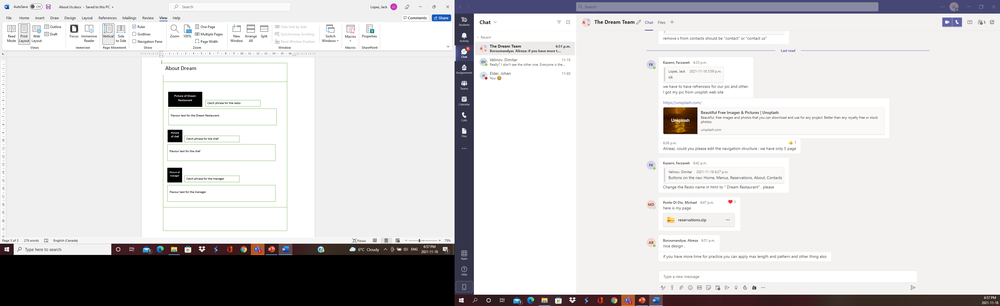 AutoSave Off About Us.docx - Saved to this PC Search Lopes, Jack LJ
File Home Insert Draw Design Layout References Mailings Review View Help Comments Share
Read Mode
Print Layout
Web Layout
Outline
Draft
Views
Focus
Immersive Reader
Immersive
Vertical
Side to Side
Page Movement
Ruler
Gridlines
Navigation Pane
Show
Zoom
100
100%
One Page
Multiple Pages
Page Width
Zoom
New Window
Arrange All
Split
View Side by Side
Synchronous Scrolling
Reset Window Position
Window
Switch Windows
Macros
Macros
Properties
SharePoint
About Dream
Picture of Dream
Restaurant
Catch phrase for the resto
Flavour text for the Dream Restaurant.
Picture
of chef
Catch phrase for the chef
Flavour text for the chef
Picture of
manager
Catch phrase for the manager
Flavour text for the manager
Page 3 of 3 278 words English (Canada) Focus 75%
Type here to search 6°C Cloudy ENG 6:57 PM
2021-11-18
Search JL
Students
Activity
Chat
Assignments
Teams
Calendar
Calls
Files
Apps
Help
Chat
Recent
The Dream Team 6:51 p.m.
Boroumandyar, Alireza: if you have more t...
DV Velinov, Dimitar 11-15
Really? I don't see the other one. Everyone is the...
JE Elder, Johan 11-03
You:
The Dream Team Chat Files 5
remove s from contacts should be "contact" or "contact us"
Last read
FK Kazemi, Farzaneh 6:33 p.m.
Lopes, Jack 2021-11-18 5:59 p.m.
ok
we have to have refrencess for our pic and other.
I got my pic from unsplsh web site
https://unsplash.com/
Unsplash
Beautiful Free Images & Pictures | Unsplash
Beautiful, free images and photos that you can download and use for any project. Better than any royalty free or stock
photos.
unsplash.com
6:36 p.m. 1
Alireaz, could you please edit the navigation structure : we have only 5 page
FK Kazemi, Farzaneh 6:42 p.m.
Velinov, Dimitar 2021-11-18 6:27 p.m.
Buttons on the nav: Home, Menus, Reservations, About, Contacts
Change the Resto name in html to " Dream Restaurant" , please
MD Ponte-Di Dio, Michael 6:47 p.m. 1
here is my page
reservations.zip
AB Boroumandyar, Alireza 6:51 p.m.
nice design .
if you have more time for practice you can apply max length and pattern and other thing also
Type a new message
6:57 PM
2021-11-18